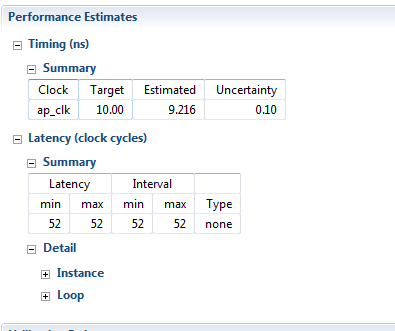 Performance Estimates
Timing (ns)
Summary
Clock Target Estimated Uncertainty
ap_clk 10.00 9.216 0.10
Latency (clock cycles)
Summary
Latency Interval
min max min max Type
52 52 52 52 none
Detail
Instance
Loop